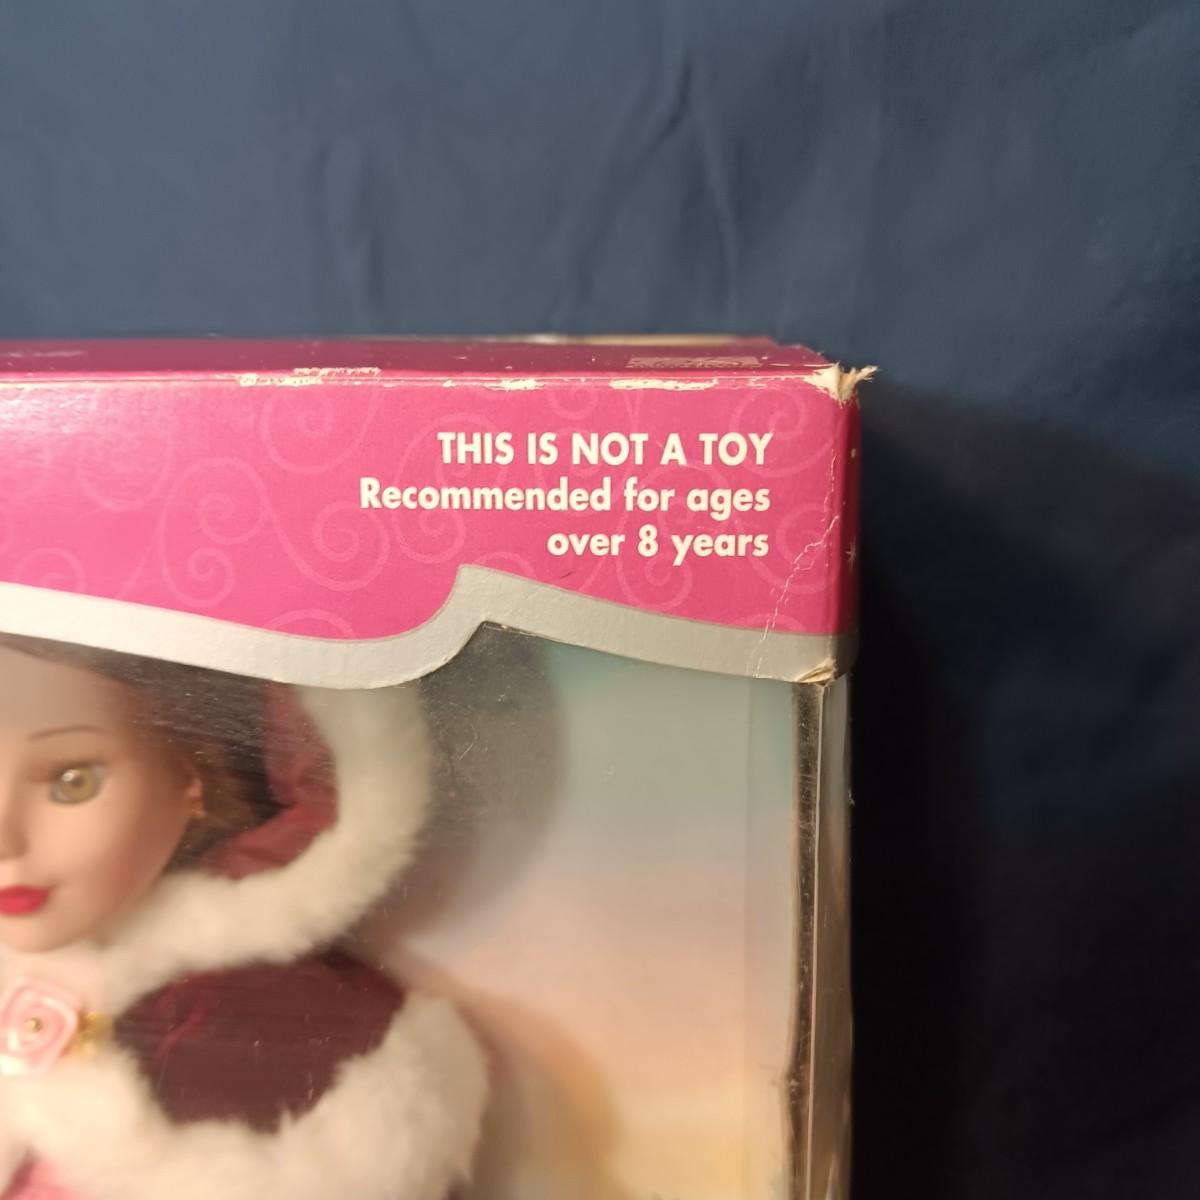 THIS IS NOT A TOY
Recommended for ages
over 8 years